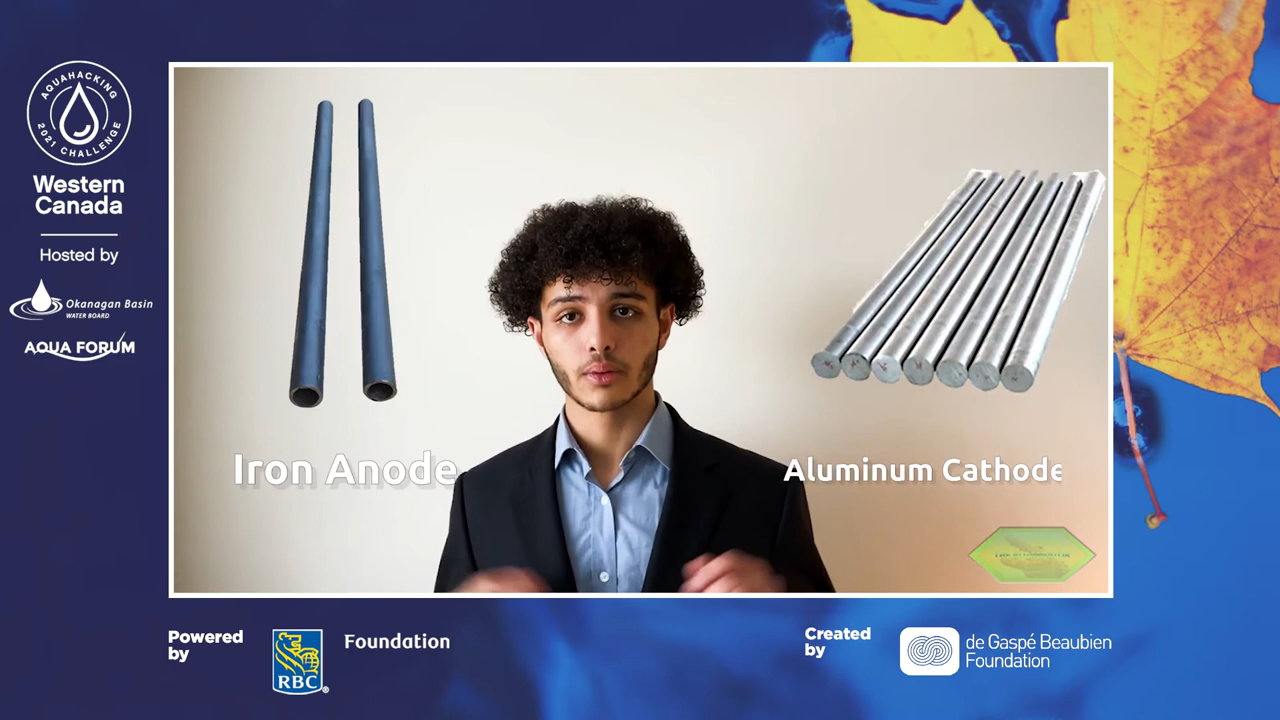 AQUAHACKING
2021 CHALLENGE
Western
Canada
Hosted by
Okanagan Basin
WATER BOARD
AQUA FORUM
Iron Anode
Aluminum Cathode
Powered
by
RBC®
Foundation
Created
by
de Gaspé Beaubien
Foundation